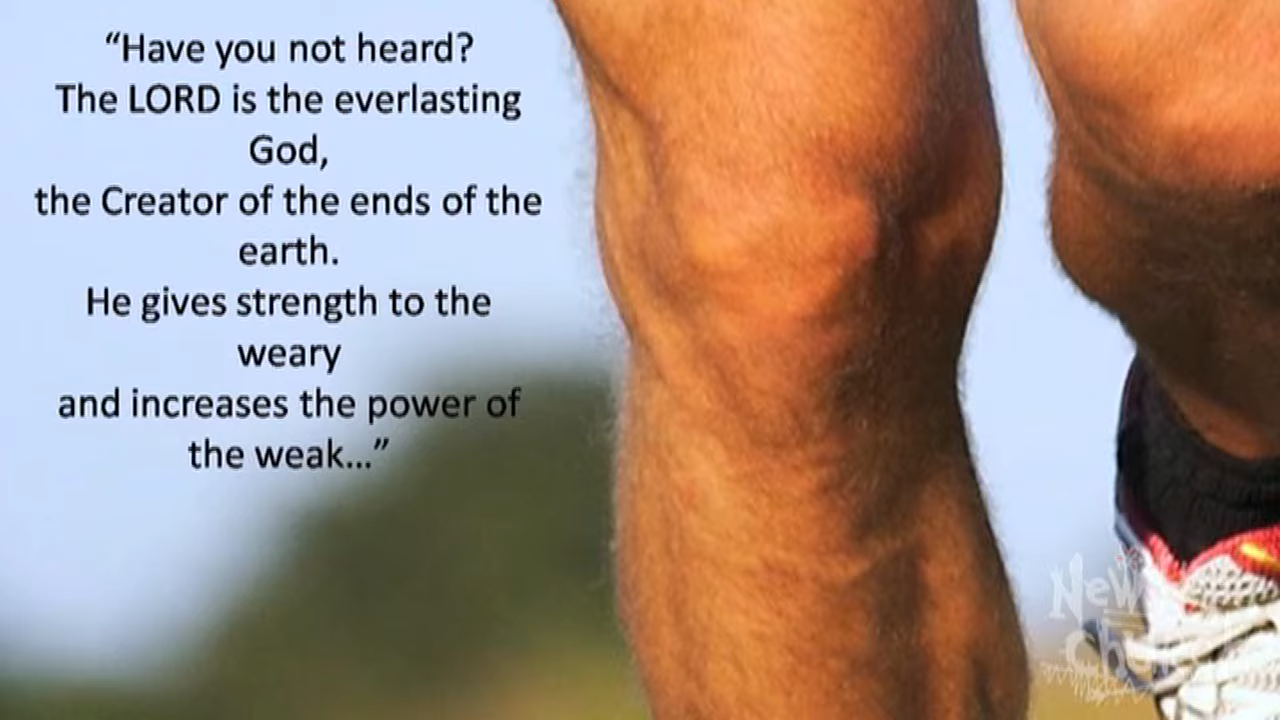 “Have you not heard?
The LORD is the everlasting
God,
the Creator of the ends of the
earth.
He gives strength to the
weary
and increases the power of
the weak...”
New